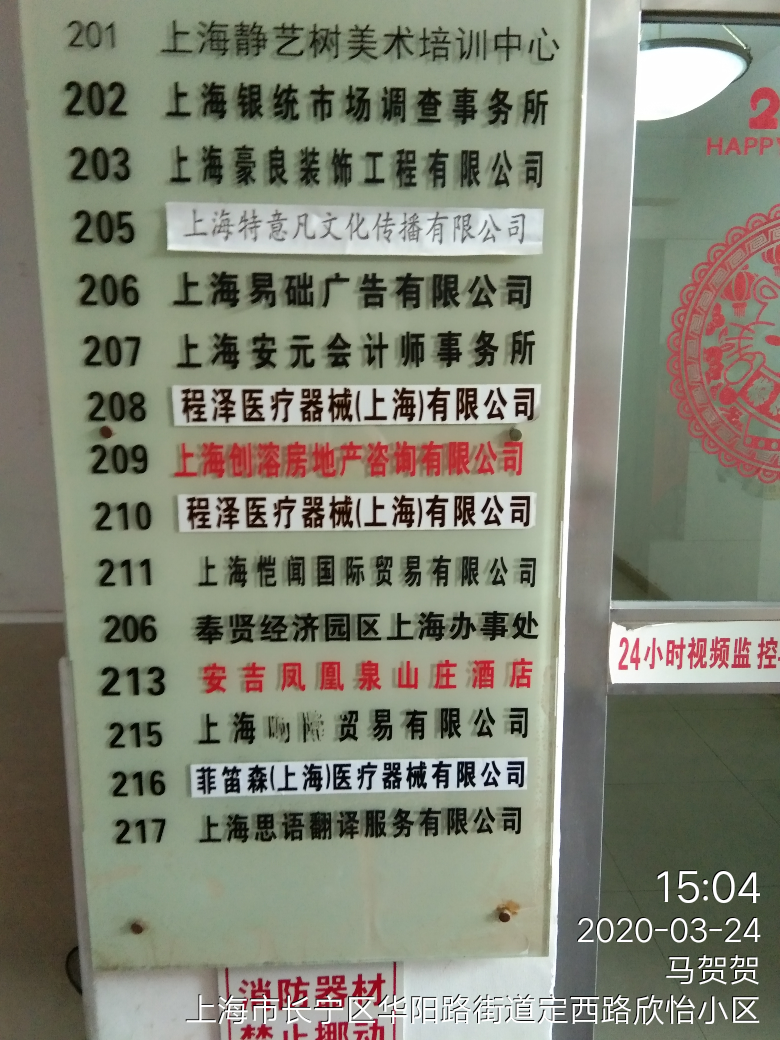 201 上海静艺树美术培训中心
202 上海银统市场调查事务所
203 上海豪良装饰工程有限公司
205 上海特意凡文化传播有限公司
206 上海易础广告有限公司
207 上海安元会计师事务所
208 程泽医疗器械(上海)有限公司
209 上海创溶房地产咨询有限公司
210 程泽医疗器械(上海)有限公司
211 上海恺闻国际贸易有限公司
206 奉贤经济园区上海办事处
213 安吉凤凰泉山庄酒店
215 上海 贸易有限公司
216 菲笛森(上海)医疗器械有限公司
217 上海思语翻译服务有限公司
2
HAPPY
24小时视频监控
15:04
2020-03-24
马贺贺
上海市长宁区华阳路街道定西路欣怡小区
消防器材
禁止挪动